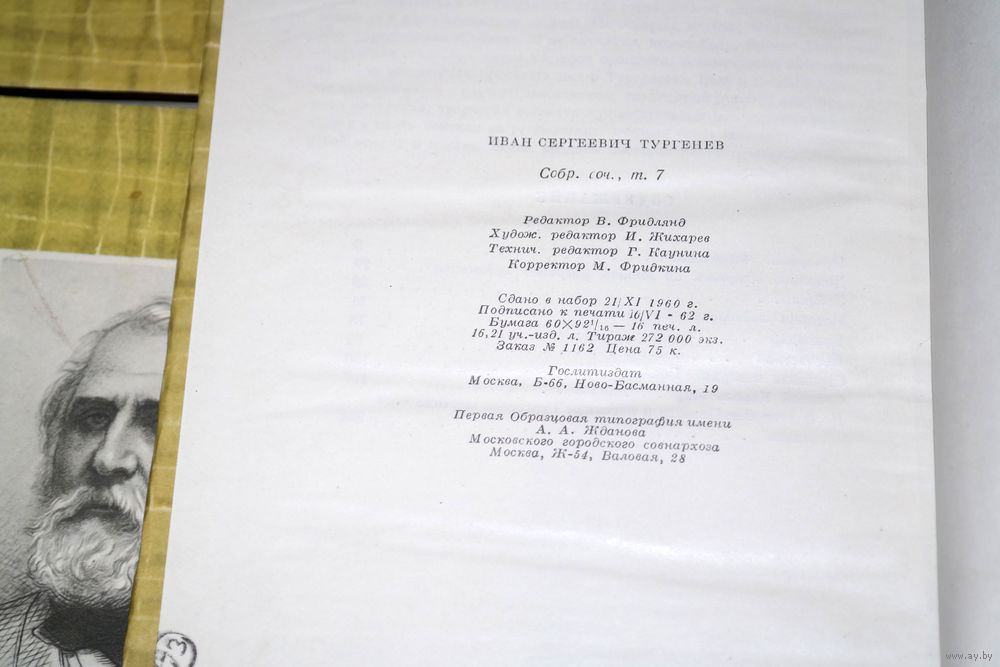 ИВАН СЕРГЕЕВИЧ ТУРГЕНЕВ
Собр. соч., т. 7
Редактор В. Фридлянд
Худож. редактор И. Жихарев
Технич. редактор Г. Каунина
Корректор М. Фридкина
Сдано в набор 21/XI 1960 г.
Подписано к печати 16/VI - 62 г.
Бумага 60×92¹/₁₆ — 16 печ. л.
16,21 уч.-изд. л. Тираж 272 000 экз.
Заказ № 1162 Цена 75 к.
Гослитиздат
Москва, Б-66, Ново-Басманная, 19
Первая Образцовая типография имени
А. А. Жданова
Московского городского совнархоза
Москва, Ж-54, Валовая, 28
73
www.ay.by